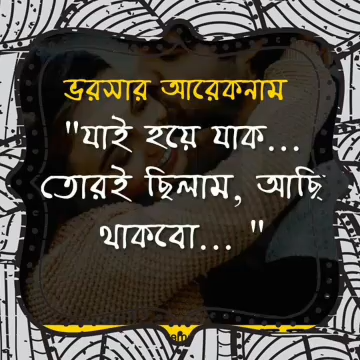 ভরসার আরেকনাম
"যাই হয়ে যাক...
তোরই ছিলাম, আছি
থাকবো... "